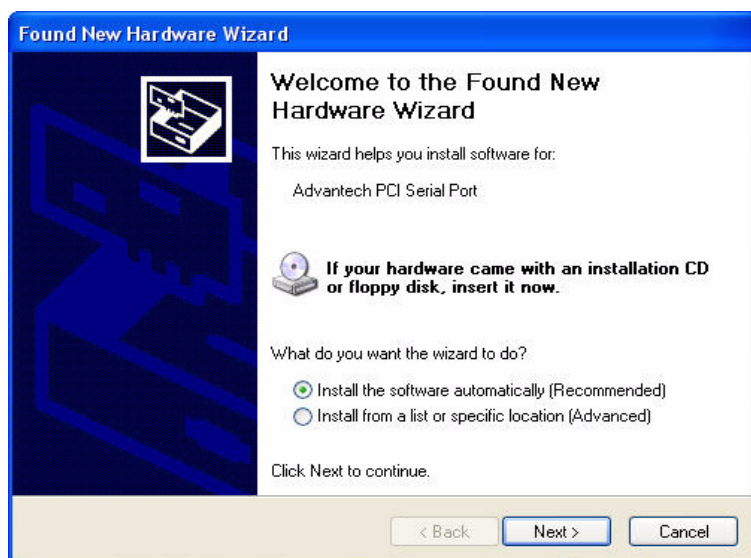 Found New Hardware Wizard
Welcome to the Found New
Hardware Wizard
This wizard helps you install software for:
Advantech PCI Serial Port
If your hardware came with an installation CD
or floppy disk, insert it now.
What do you want the wizard to do?
Install the software automatically (Recommended)
Install from a list or specific location (Advanced)
Click Next to continue.
< Back
Next >
Cancel